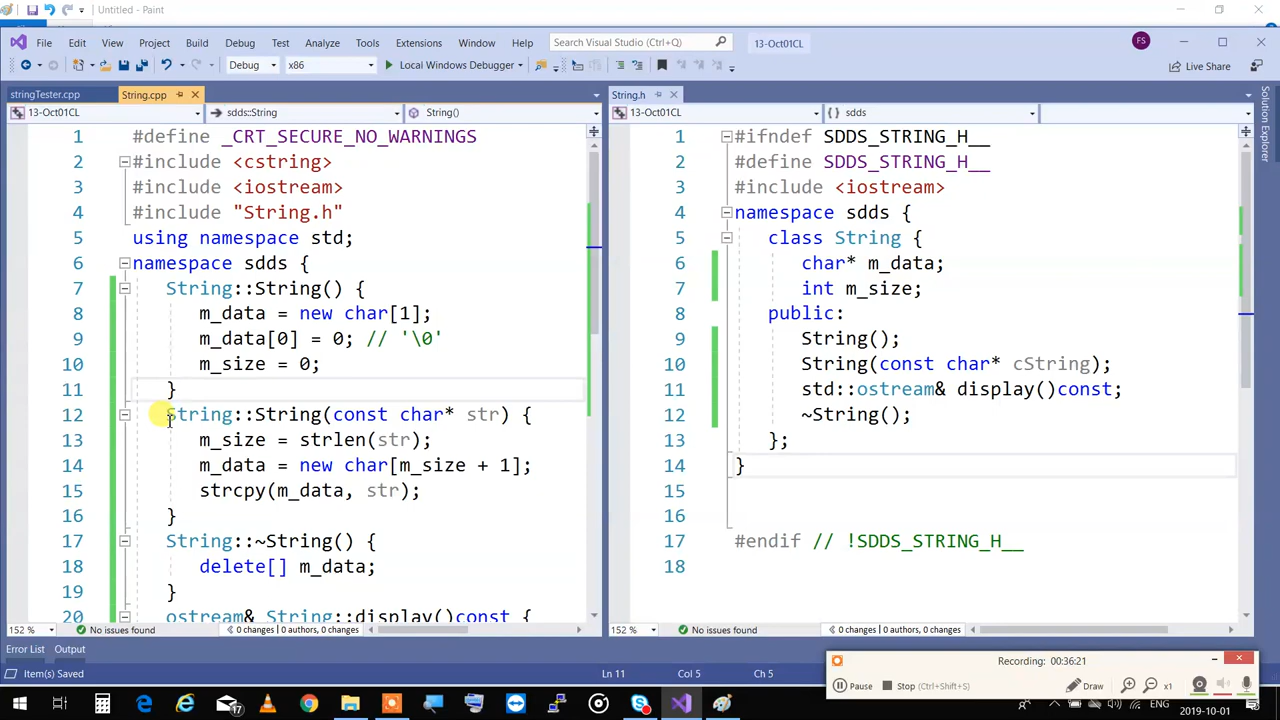 Untitled - Paint
File Edit View Project Build Debug Test Analyze Tools Extensions Window Help Search Visual Studio (Ctrl+Q) 13-Oct01CL FS
Debug x86 Local Windows Debugger Live Share
stringTester.cpp String.cpp
13-Oct01CL sdds::String String()
#define _CRT_SECURE_NO_WARNINGS
1
2 #include <cstring>
3 #include <iostream>
4 #include "String.h"
5 using namespace std;
6 namespace sdds {
7 String::String() {
8 m_data = new char[1];
9 m_data[0] = 0; // '\0'
10 m_size = 0;
11 }
12 String::String(const char* str) {
13 m_size = strlen(str);
14 m_data = new char[m_size + 1];
15 strcpy(m_data, str);
16 }
17 String::~String() {
18 delete[] m_data;
19 }
20 ostream& String::display()const {
152 % No issues found 0 changes | 0 authors, 0 changes
String.h
13-Oct01CL sdds
1 #ifndef SDDS_STRING_H__
2 #define SDDS_STRING_H__
3 #include <iostream>
4 namespace sdds {
5 class String {
6 char* m_data;
7 int m_size;
8 public:
9 String();
10 String(const char* cString);
11 std::ostream& display()const;
12 ~String();
13 };
14 }
15
16
17 #endif // !SDDS_STRING_H__
18
152 % No issues found 0 changes | 0 authors, 0 changes
Solution Explorer
Error List Output
Item(s) Saved Ln 11 Col 5 Ch 5
Recording: 00:36:21
Pause Stop (Ctrl+Shift+S) Draw x1
17 ENG 2019-10-01